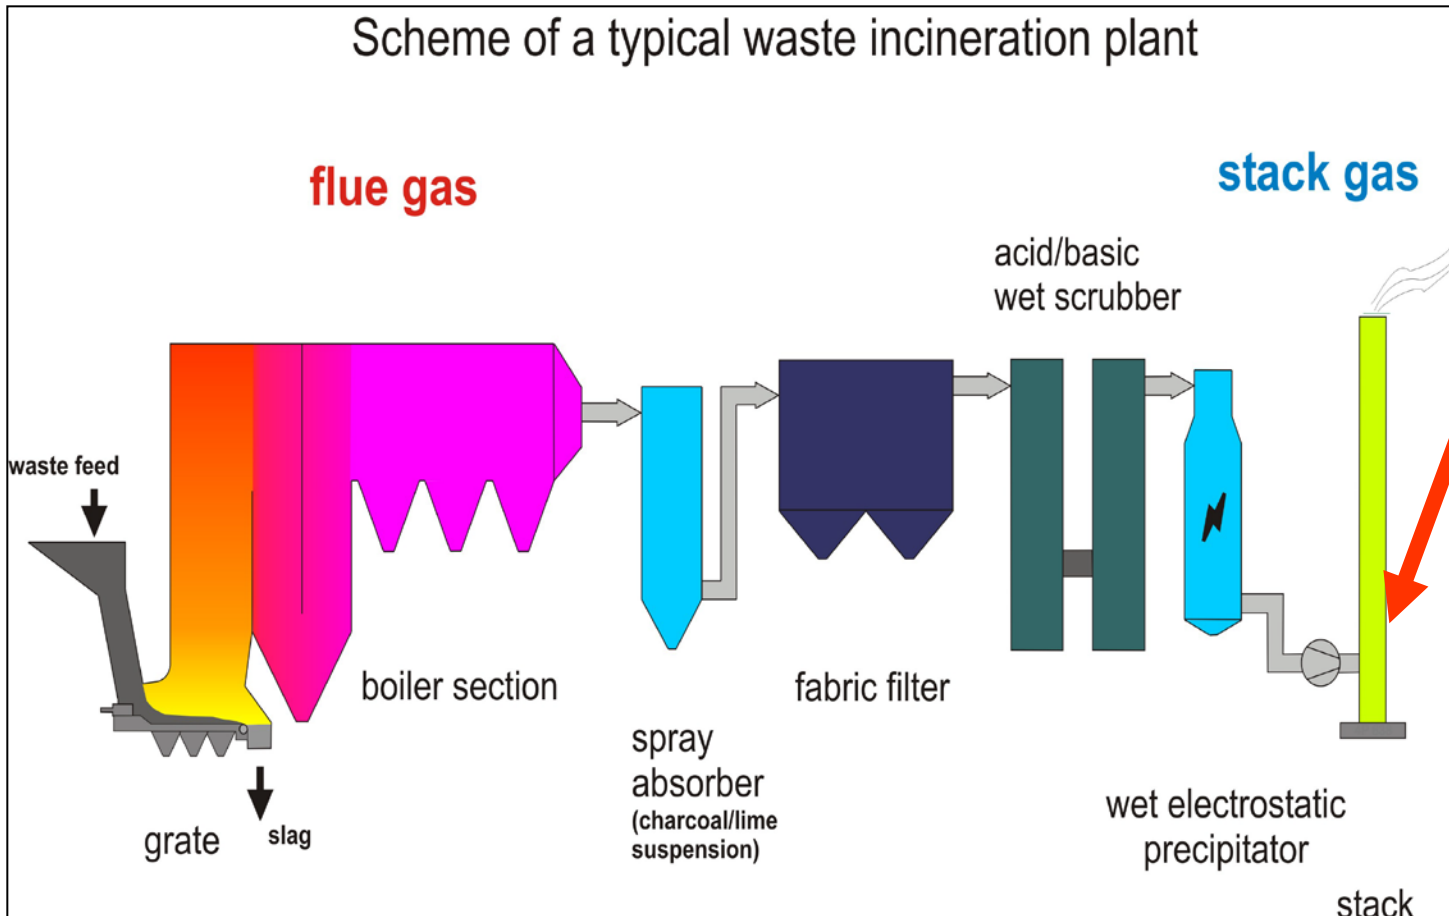 Scheme of a typical waste incineration plant
flue gas
stack gas
acid/basic
wet scrubber
waste feed
boiler section
fabric filter
spray
absorber
(charcoal/lime
suspension)
grate
slag
wet electrostatic
precipitator
stack